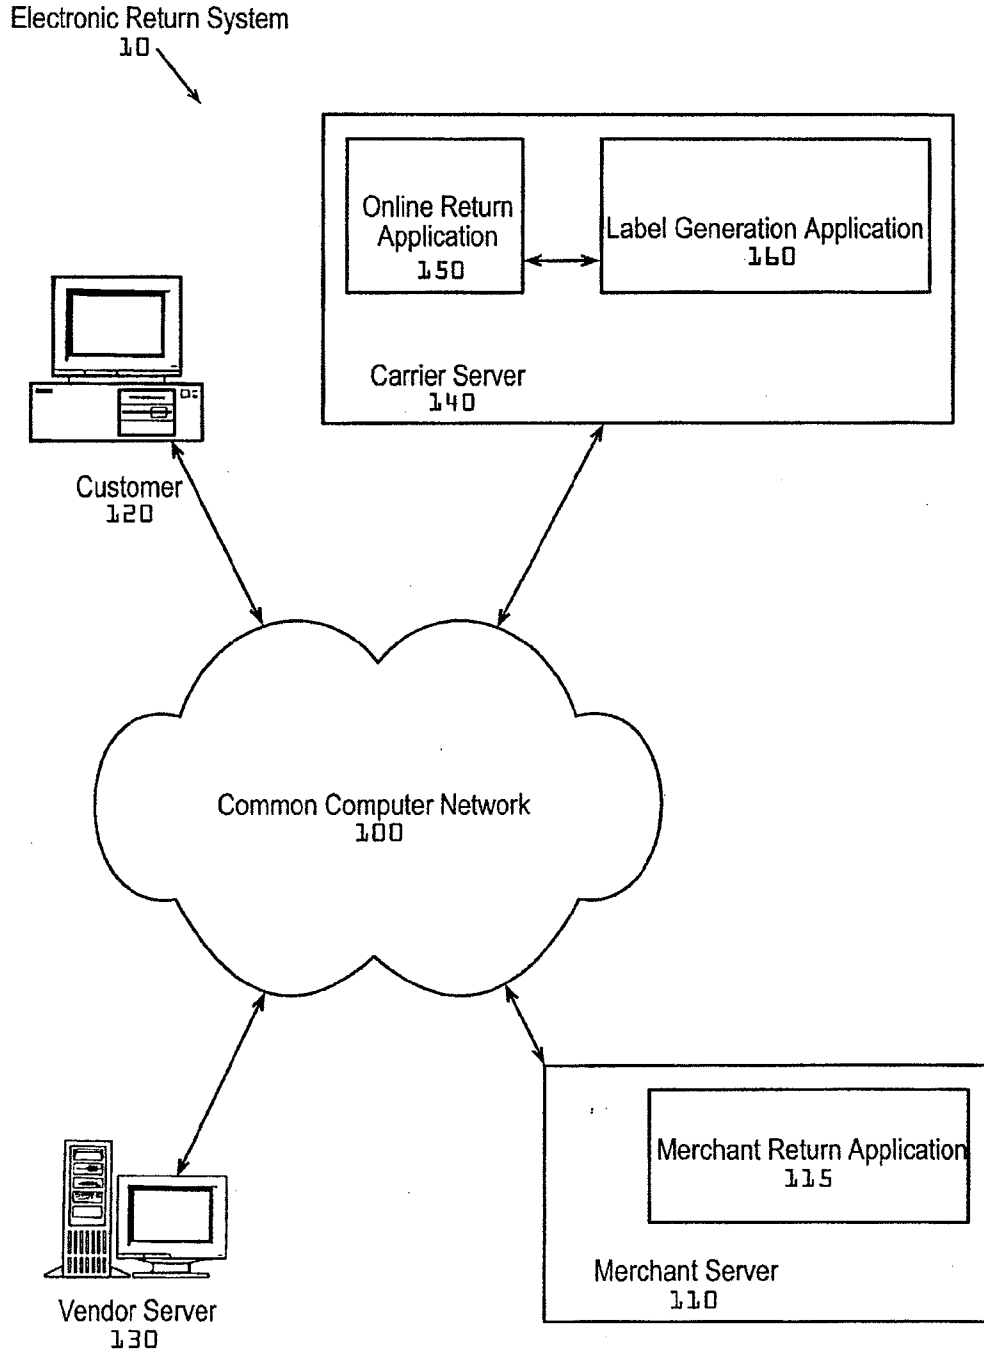 Electronic Return System
10
Online Return
Application
150
Label Generation Application
160
Carrier Server
140
Customer
120
Common Computer Network
100
Merchant Return Application
115
Merchant Server
110
Vendor Server
130